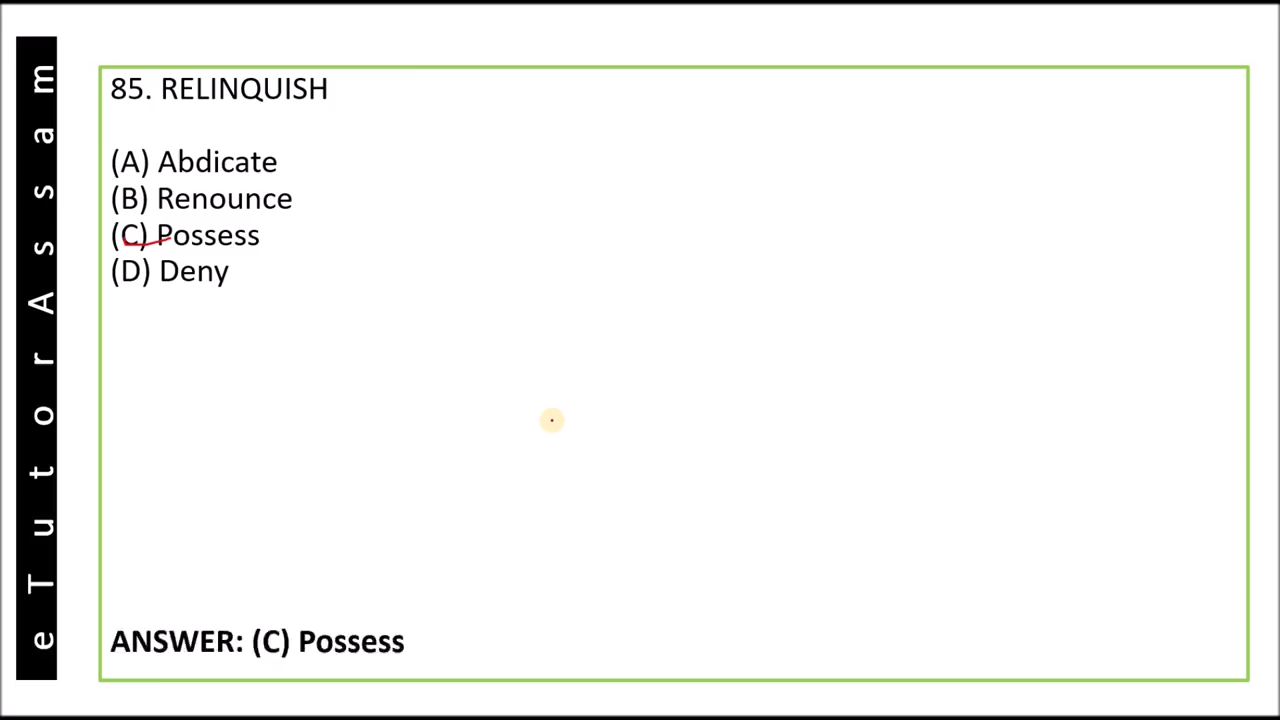 eTutorAssam
85. RELINQUISH
(A) Abdicate
(B) Renounce
(C) Possess
(D) Deny
ANSWER: (C) Possess